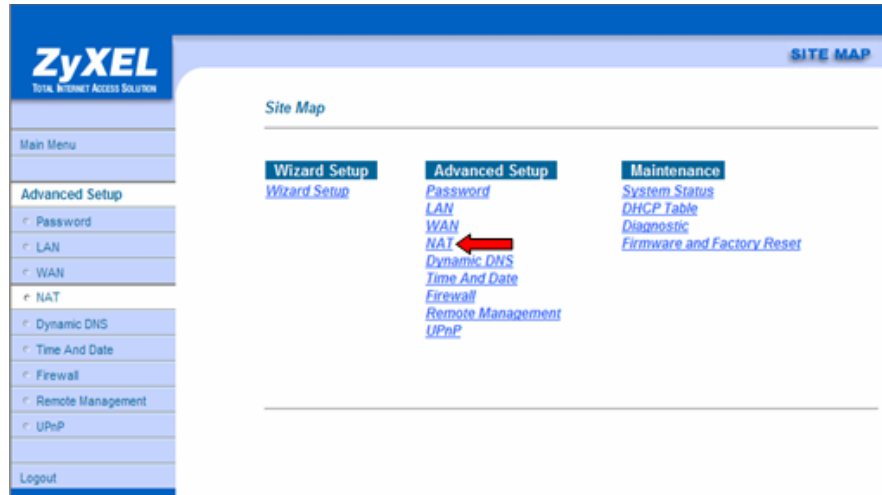 ZyXEL
TOTAL INTERNET ACCESS SOLUTION
SITE MAP
Main Menu
Advanced Setup
Password
LAN
WAN
NAT
Dynamic DNS
Time And Date
Firewall
Remote Management
UPnP
Logout
Site Map
Wizard Setup
Wizard Setup
Advanced Setup
Password
LAN
WAN
NAT
Dynamic DNS
Time And Date
Firewall
Remote Management
UPnP
Maintenance
System Status
DHCP Table
Diagnostic
Firmware and Factory Reset